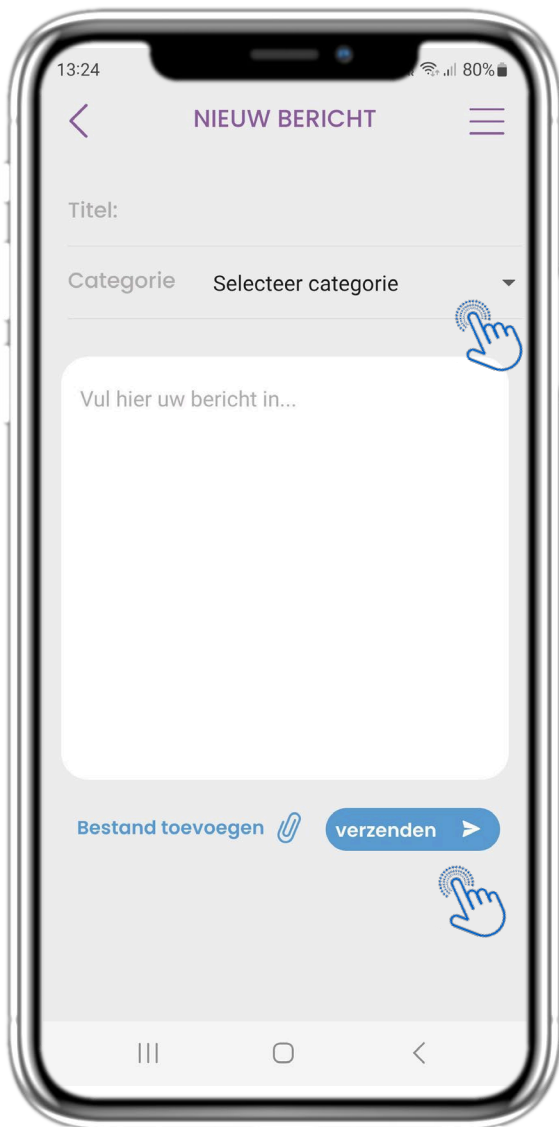 13:24 80%
NIEUW BERICHT
Titel:
Categorie Selecteer categorie
Vul hier uw bericht in...
Bestand toevoegen verzenden